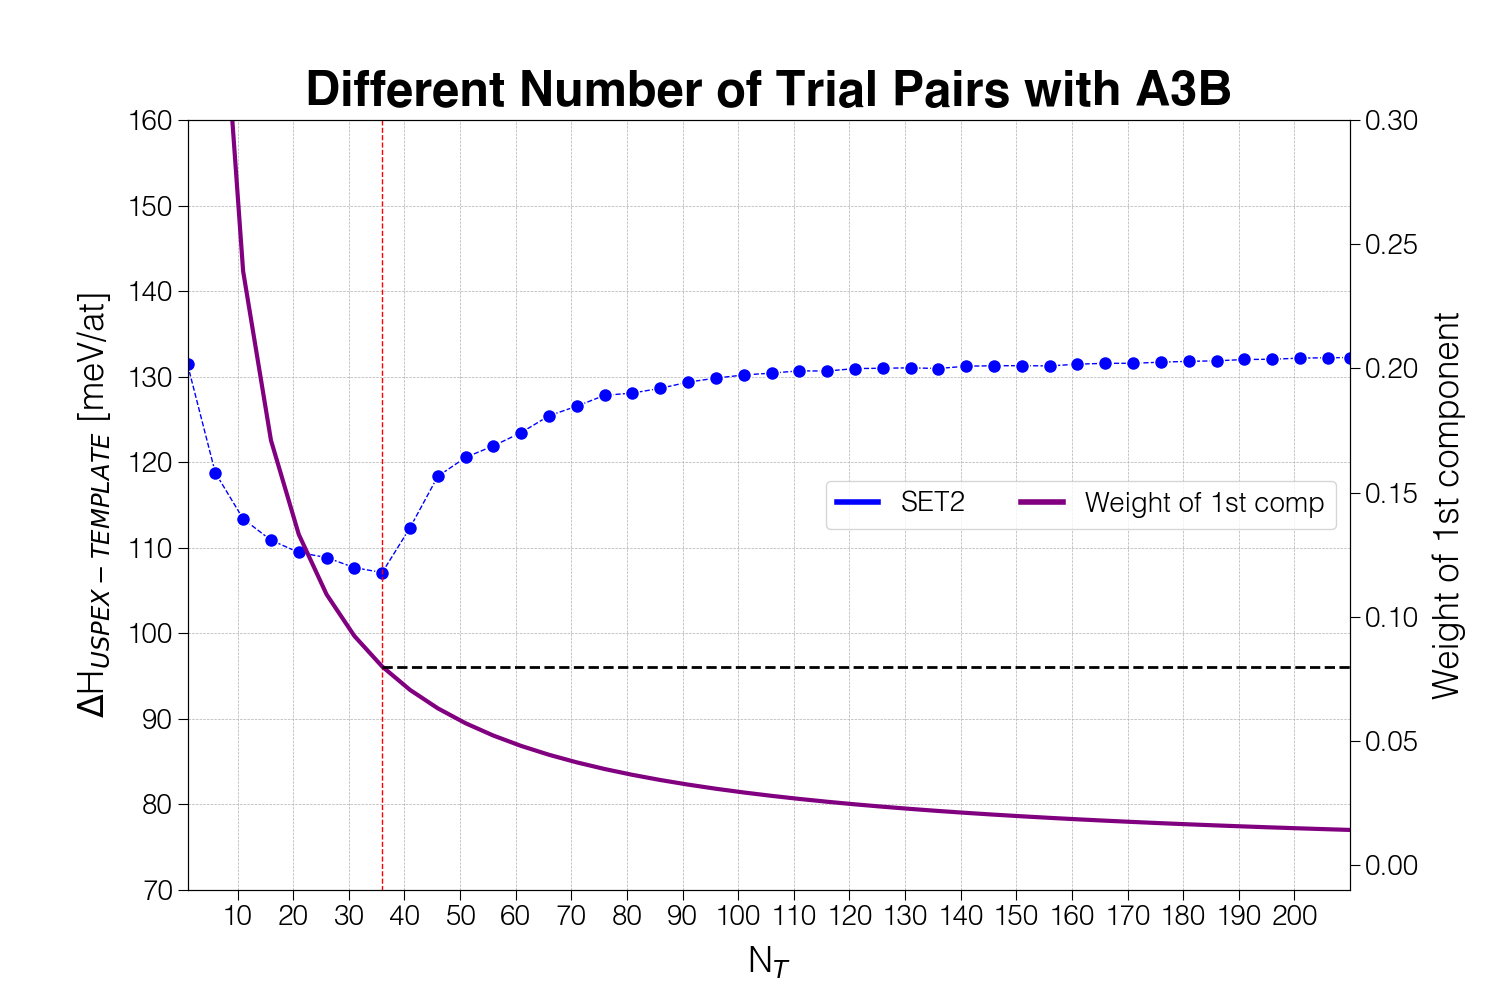 Different Number of Trial Pairs with A3B
160
150
140
130
120
110
100
90
80
70
ΔH_USPEX − TEMPLATE [meV/at]
0.30
0.25
0.20
0.15
0.10
0.05
0.00
Weight of 1st component
SET2 Weight of 1st comp
10 20 30 40 50 60 70 80 90 100 110 120 130 140 150 160 170 180 190 200
N_T